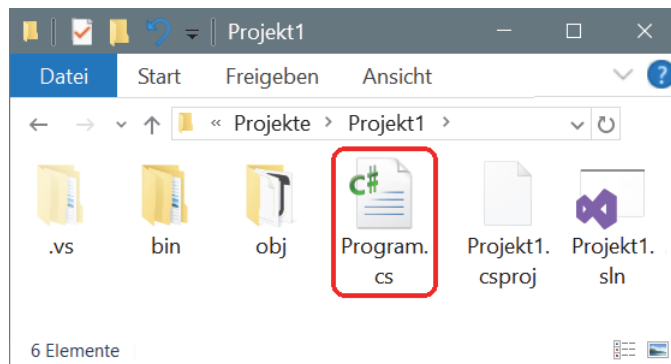 Projekt1
Datei Start Freigeben Ansicht ?
« Projekte > Projekt1 >
C#
.vs bin obj Program. Projekt1. Projekt1.
cs csproj sln
6 Elemente